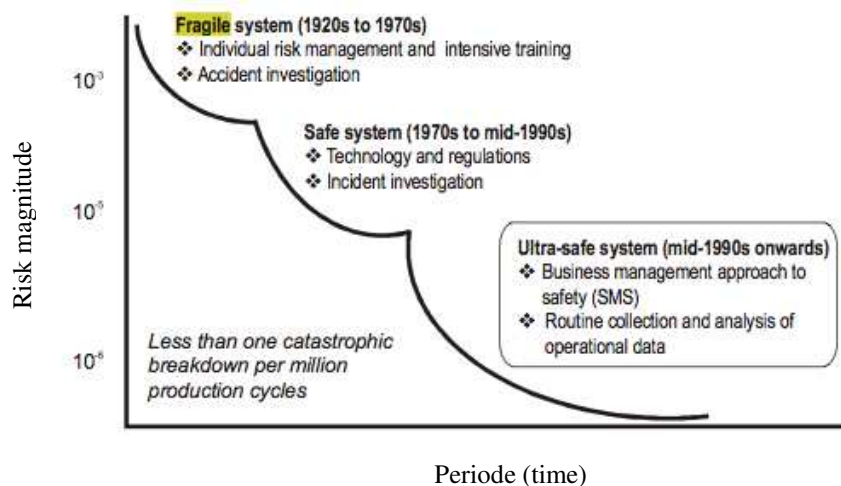 Fragile system (1920s to 1970s)
❖ Individual risk management and intensive training
❖ Accident investigation
10⁻³
Safe system (1970s to mid-1990s)
❖ Technology and regulations
❖ Incident investigation
10⁻⁵
Risk magnitude
Ultra-safe system (mid-1990s onwards)
❖ Business management approach to
safety (SMS)
❖ Routine collection and analysis of
operational data
Less than one catastrophic
breakdown per million
production cycles
10⁻⁶
Periode (time)